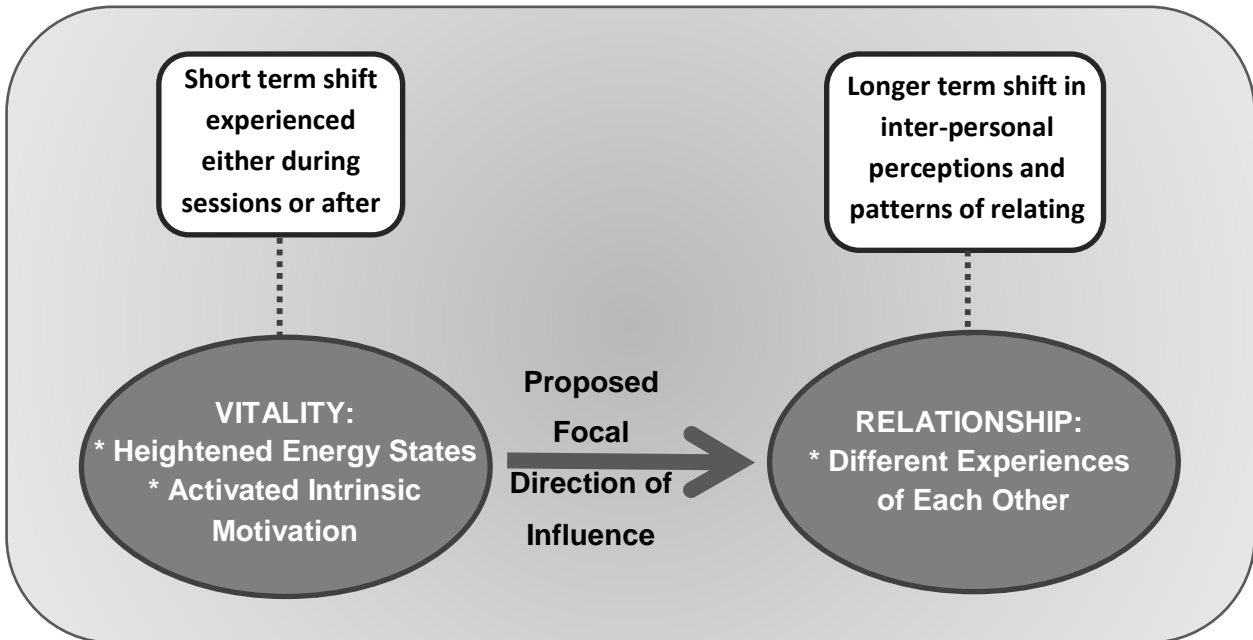 Short term shift
experienced
either during
sessions or after
Longer term shift in
inter-personal
perceptions and
patterns of relating
VITALITY:
* Heightened Energy States
* Activated Intrinsic
Motivation
Proposed
Focal
Direction of
Influence
RELATIONSHIP:
* Different Experiences
of Each Other